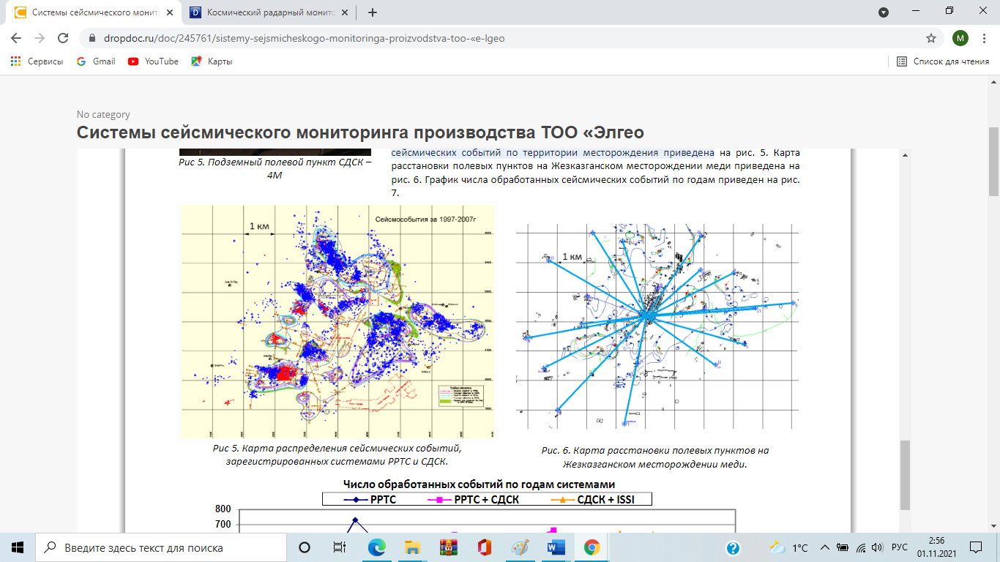 Системы сейсмического монито
Космический радарный монито
dropdoc.ru/doc/245761/sistemy-sejsmicheskogo-monitoringa-proizvodstva-too-«e-lgeo
M
Сервисы
Gmail
YouTube
Карты
Список для чтения
No category
Системы сейсмического мониторинга производства ТОО «Элгео
Рис 5. Подземный полевой пункт СДСК –
4М
сейсмических событий по территории месторождения приведена на рис. 5. Карта
расстановки полевых пунктов на Жезказганском месторождении меди приведена на
рис. 6. График числа обработанных сейсмических событий по годам приведен на рис.
7.
Сейсмособытия за 1997-2007г
1 км
1 км
Рис 5. Карта распределения сейсмических событий,
зарегистрированных системами РРТС и СДСК.
Рис. 6. Карта расстановки полевых пунктов на
Жезказганском месторождении меди.
Число обработанных событий по годам системами
РРТС
РРТС + СДСК
СДСК + ISSI
800
700
Введите здесь текст для поиска
1°C
РУС
2:56
01.11.2021